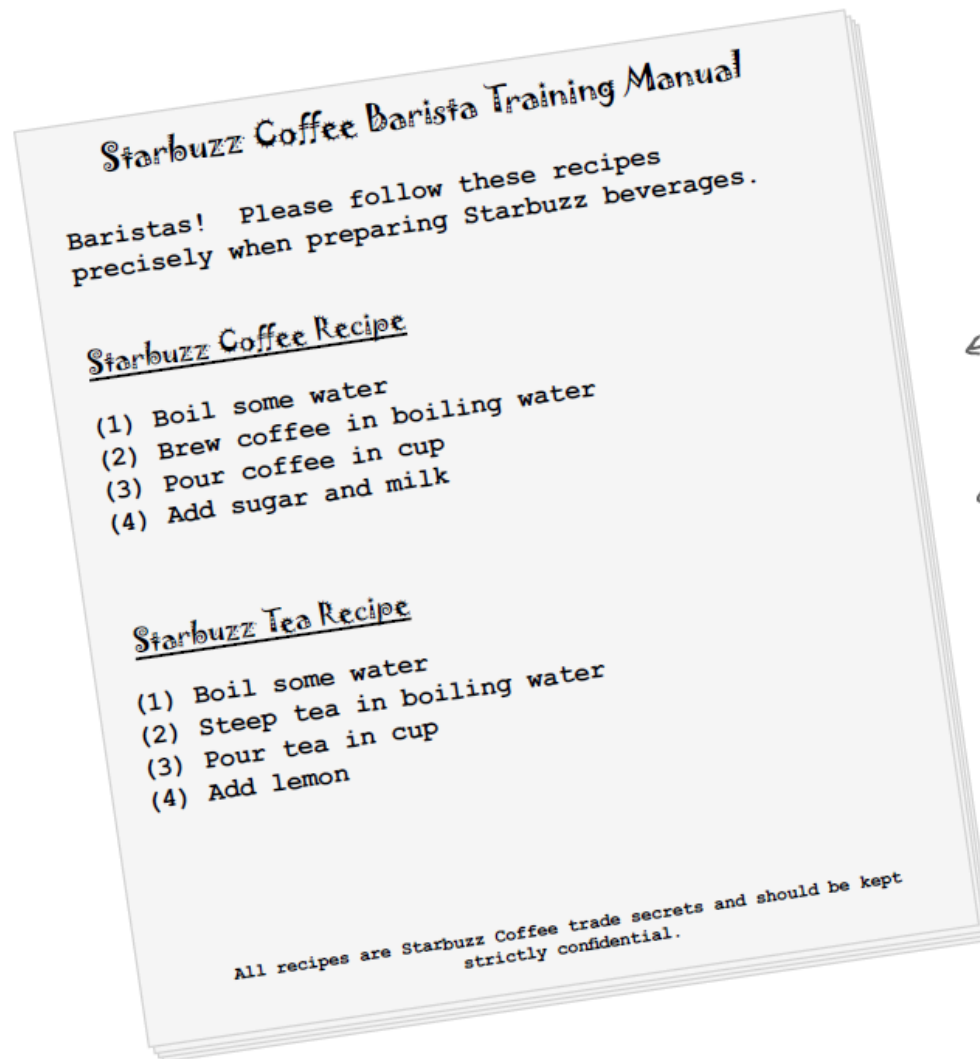 Starbuzz Coffee Barista Training Manual
Baristas! Please follow these recipes
precisely when preparing Starbuzz beverages.
Starbuzz Coffee Recipe
(1) Boil some water
(2) Brew coffee in boiling water
(3) Pour coffee in cup
(4) Add sugar and milk
Starbuzz Tea Recipe
(1) Boil some water
(2) Steep tea in boiling water
(3) Pour tea in cup
(4) Add lemon
All recipes are Starbuzz Coffee trade secrets and should be kept
strictly confidential.